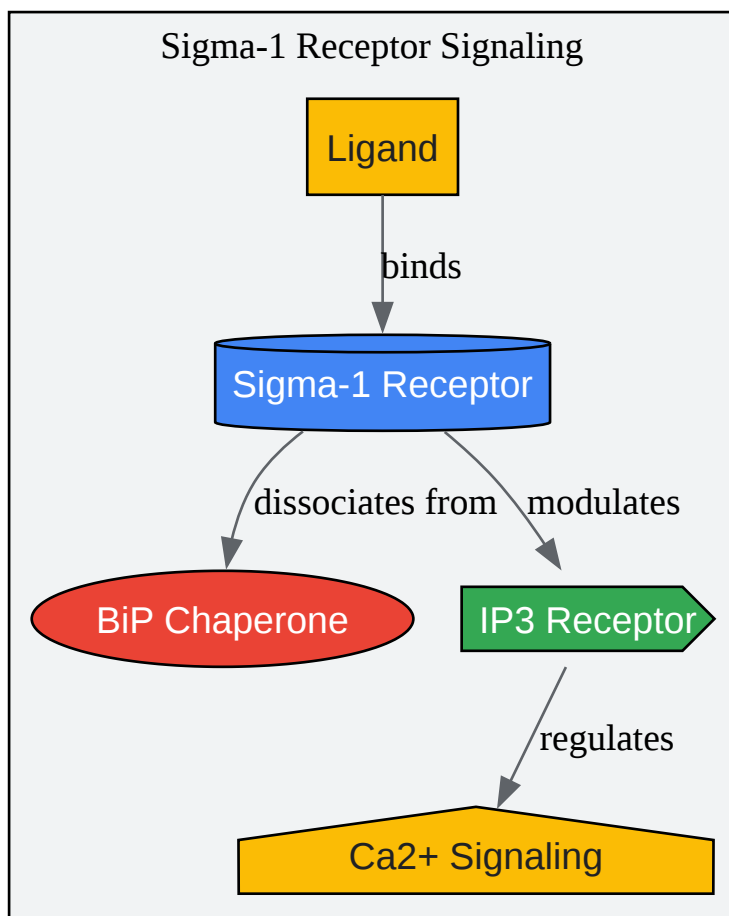 Sigma-1 Receptor Signaling
Ligand
binds
Sigma-1 Receptor
dissociates from
modulates
BiP Chaperone
IP3 Receptor
regulates
Ca2+ Signaling